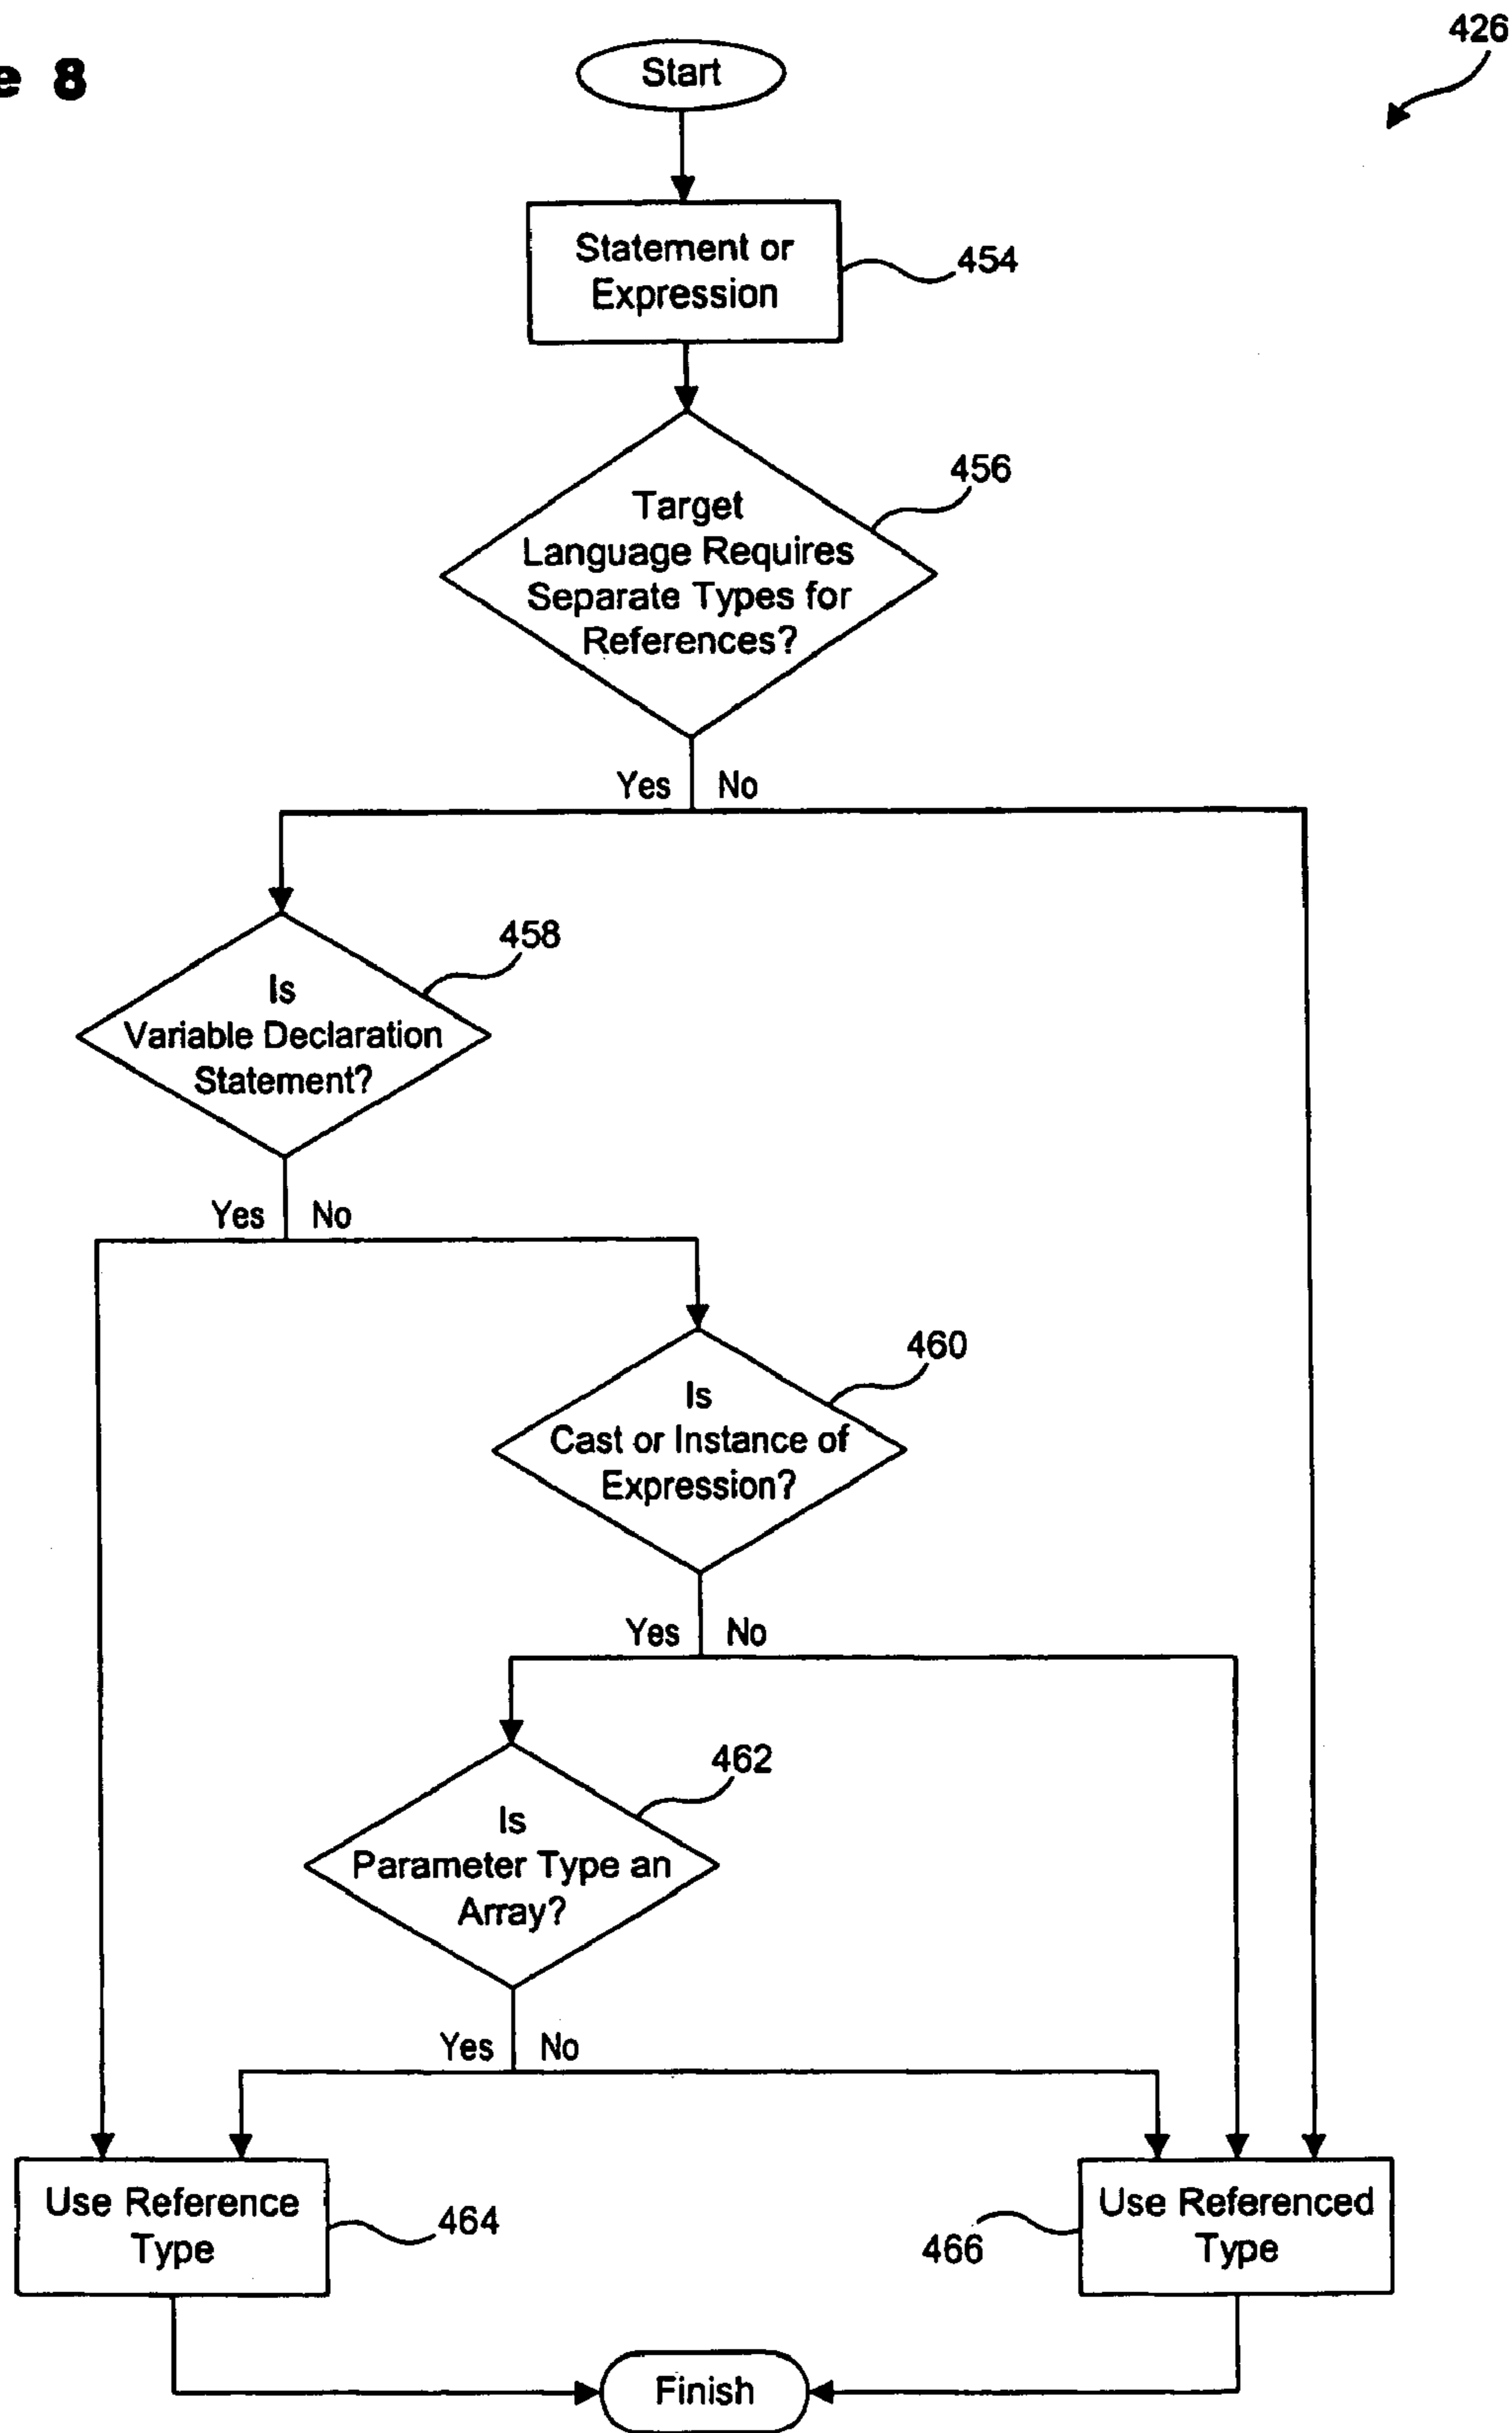 e 8
426
Start
Statement or
Expression
454
456
Target
Language Requires
Separate Types for
References?
Yes No
458
Is
Variable Declaration
Statement?
Yes No
460
Is
Cast or Instance of
Expression?
Yes No
462
Is
Parameter Type an
Array?
Yes No
Use Reference
Type
464
466
Use Referenced
Type
Finish